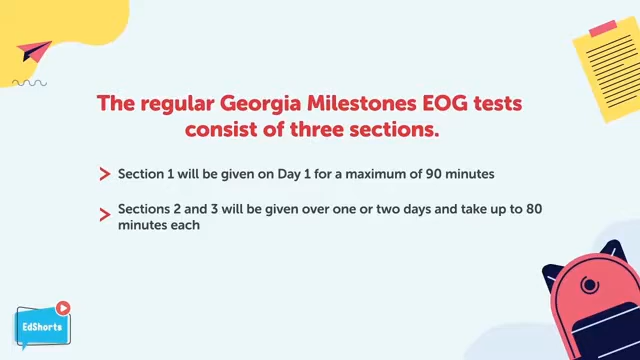 The regular Georgia Milestones EOG tests
consist of three sections.
Section 1 will be given on Day 1 for a maximum of 90 minutes
Sections 2 and 3 will be given over one or two days and take up to 80
minutes each
EdShorts